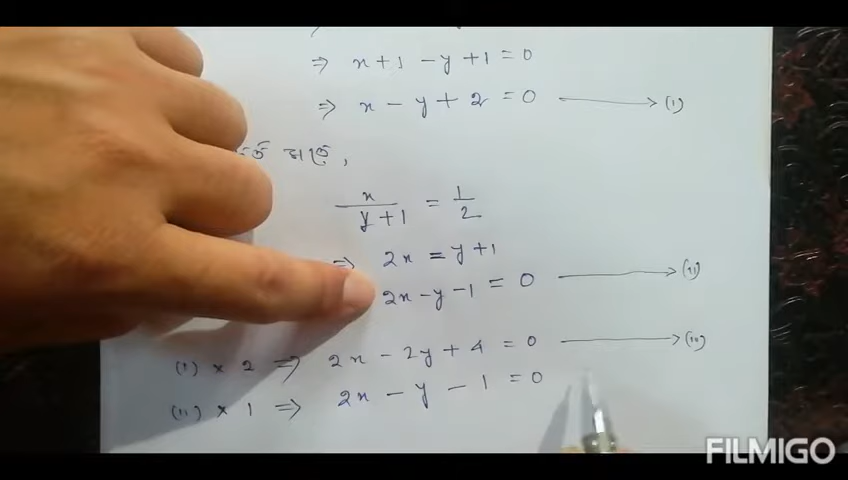 ⇒ x + 1 - y + 1 = 0
⇒ x - y + 2 = 0 ⟶ (i)
x / y + 1 = 1 / 2
⇒ 2x = y + 1
2x - y - 1 = 0 ⟶ (ii)
(i) × 2 ⇒ 2x - 2y + 4 = 0 ⟶ (iii)
(ii) × 1 ⇒ 2x - y - 1 = 0
FILMIGO